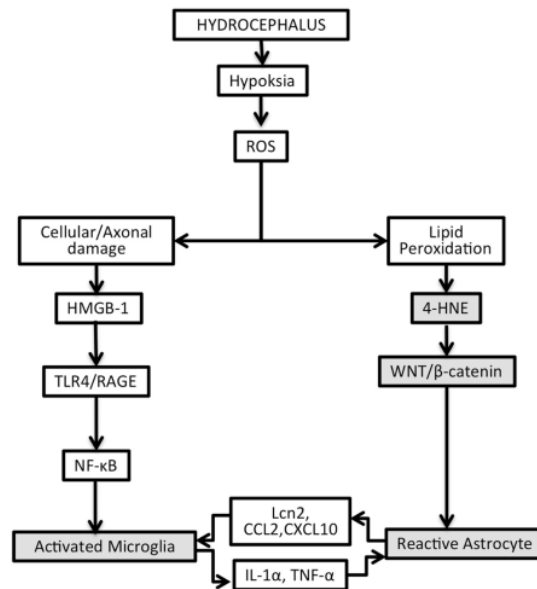 HYDROCEPHALUS
Hypoksia
ROS
Cellular/Axonal
damage
Lipid
Peroxidation
HMGB-1
4-HNE
TLR4/RAGE
WNT/β-catenin
NF-κB
Lcn2,
CCL2,CXCL10
Activated Microglia
Reactive Astrocyte
IL-1α, TNF-α